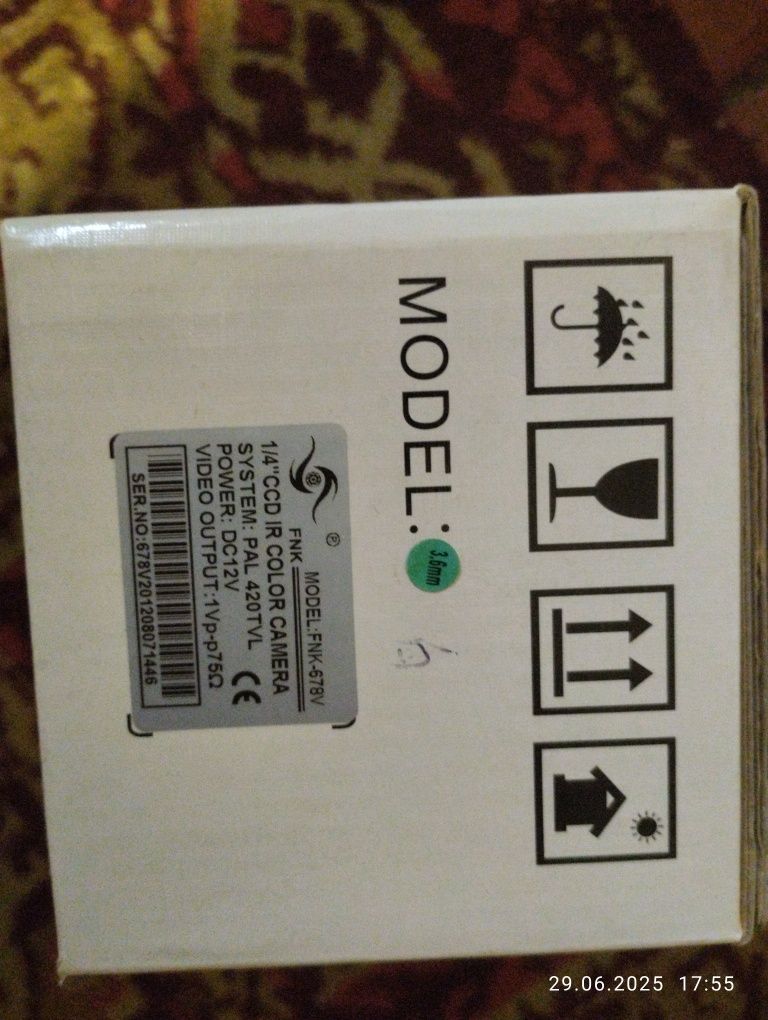 MODEL:
3,6mm
MODEL:FNK-678V
FNK
1/4"CCD IR COLOR CAMERA
SYSTEM: PAL 420TVL
POWER: DC12V
VIDEO OUTPUT:1Vp-p75Ω
CE
SER.NO:678V201208071446
29.06.2025 17:55